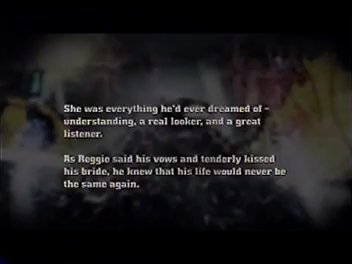 She was everything he'd ever dreamed of –
understanding, a real looker, and a great
listener.
As Reggie said his vows and tenderly kissed
his bride, he knew that his life would never be
the same again.